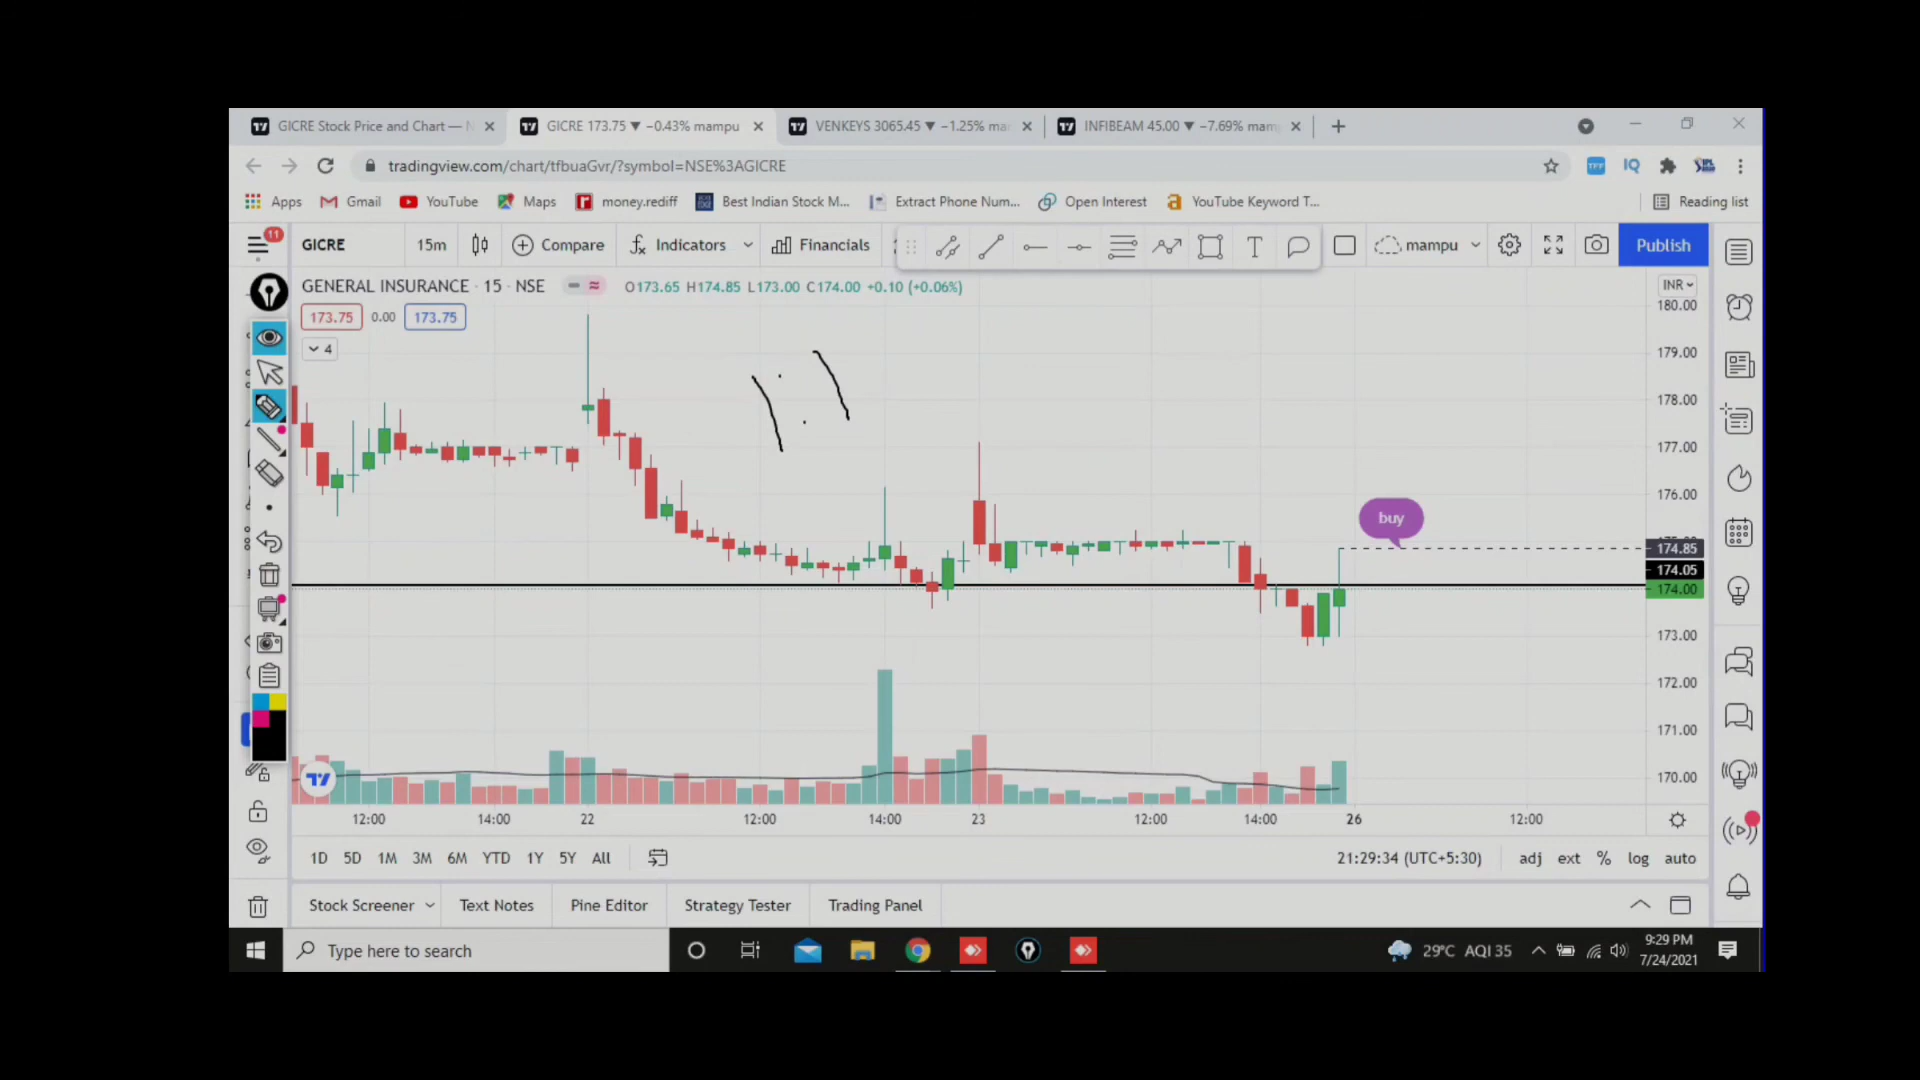 GICRE Stock Price and Chart — N
GICRE 173.75 ▼ −0.43% mampu
VENKEYS 3065.45 ▼ −1.25% ma
INFIBEAM 45.00 ▼ −7.69% mam
tradingview.com/chart/tfbuaGvr/?symbol=NSE%3AGICRE
TFF
IQ
Apps
Gmail
YouTube
Maps
money.rediff
Best Indian Stock M...
Extract Phone Num...
Open Interest
YouTube Keyword T...
Reading list
11
GICRE
15m
Compare
Indicators
Financials
mampu
Publish
GENERAL INSURANCE · 15 · NSE
O173.65 H174.85 L173.00 C174.00 +0.10 (+0.06%)
INR
173.75
0.00
173.75
4
180.00
179.00
178.00
177.00
176.00
buy
174.85
174.05
174.00
173.00
172.00
171.00
170.00
12:00
14:00
22
12:00
14:00
23
12:00
14:00
26
12:00
1D
5D
1M
3M
6M
YTD
1Y
5Y
All
21:29:34 (UTC+5:30)
adj
ext
%
log
auto
Stock Screener
Text Notes
Pine Editor
Strategy Tester
Trading Panel
Type here to search
29°C AQI 35
9:29 PM
7/24/2021